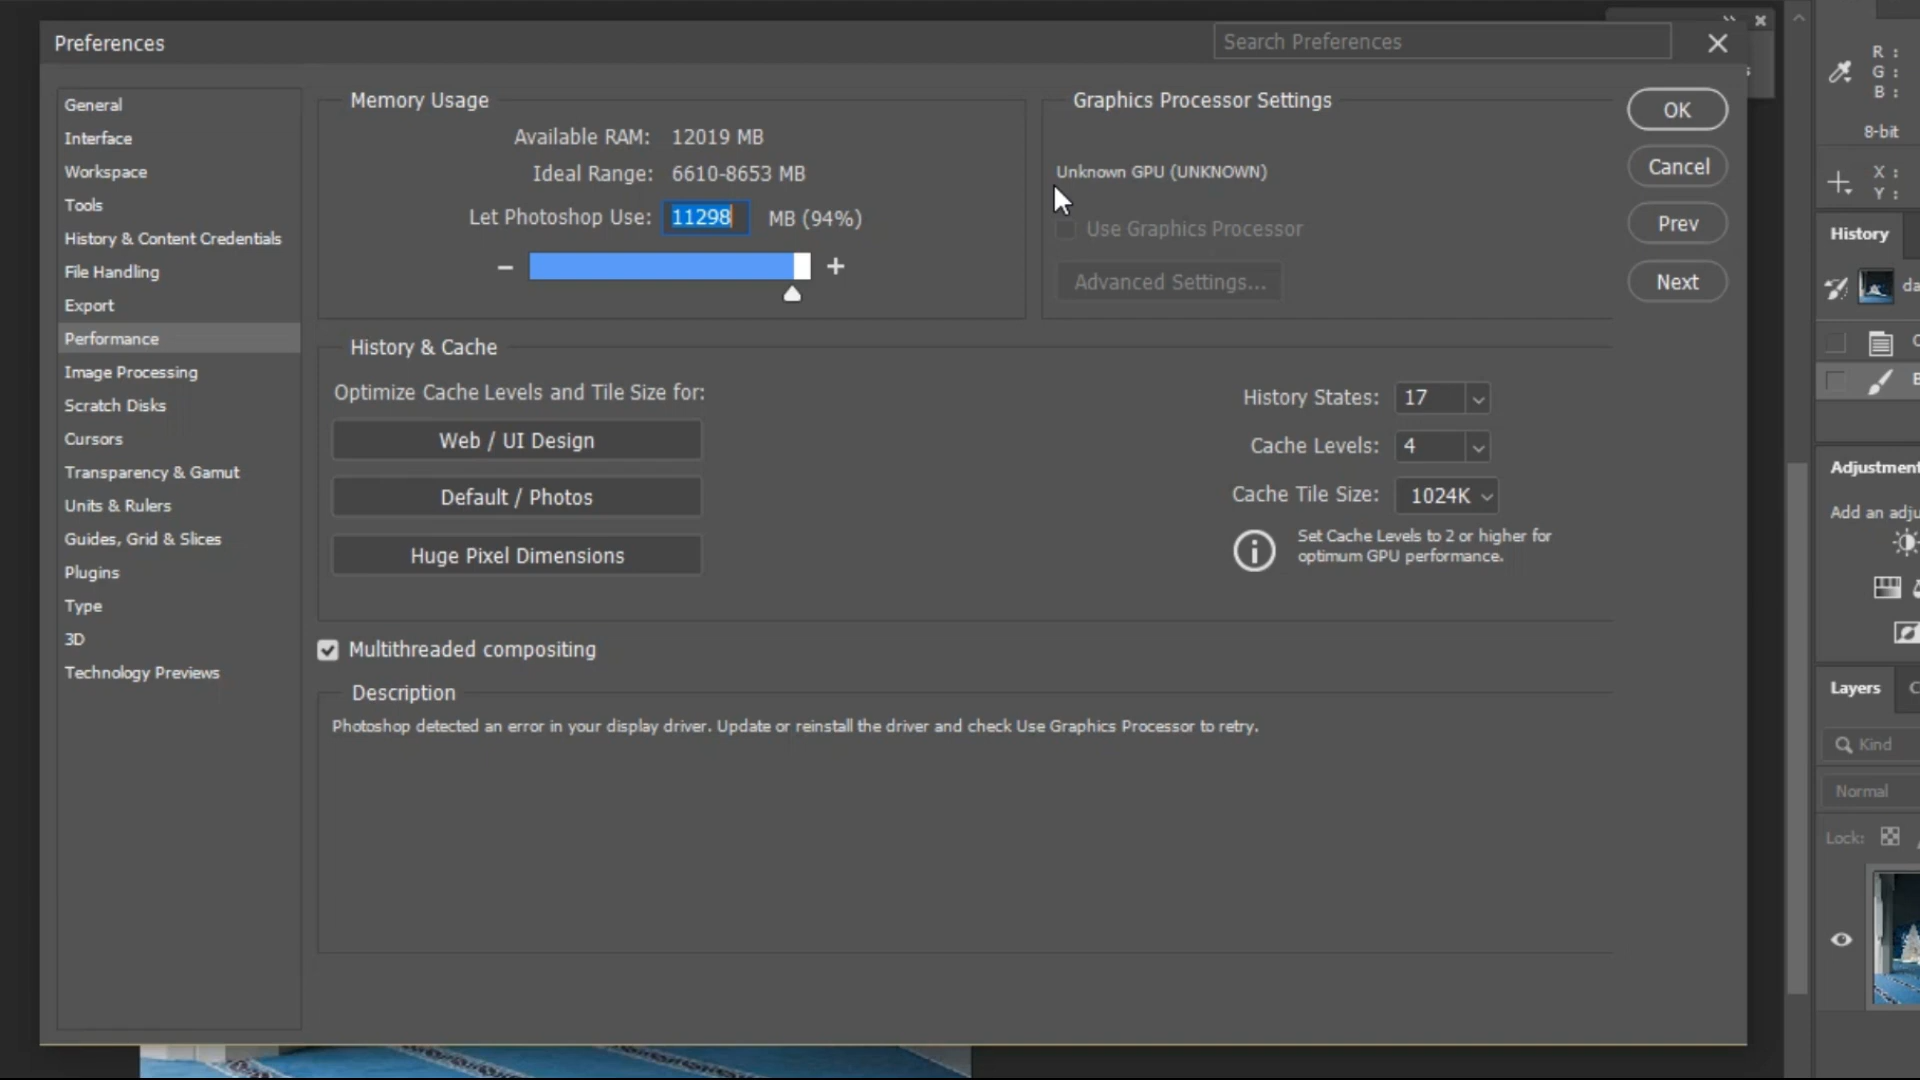 Preferences
Search Preferences
General
Interface
Workspace
Tools
History & Content Credentials
File Handling
Export
Performance
Image Processing
Scratch Disks
Cursors
Transparency & Gamut
Units & Rulers
Guides, Grid & Slices
Plugins
Type
3D
Technology Previews
Memory Usage
Available RAM: 12019 MB
Ideal Range: 6610-8653 MB
Let Photoshop Use: 11298 MB (94%)
− +
Graphics Processor Settings
Unknown GPU (UNKNOWN)
Use Graphics Processor
Advanced Settings...
OK
Cancel
Prev
Next
History & Cache
Optimize Cache Levels and Tile Size for:
Web / UI Design
Default / Photos
Huge Pixel Dimensions
History States: 17
Cache Levels: 4
Cache Tile Size: 1024K
Set Cache Levels to 2 or higher for
optimum GPU performance.
Multithreaded compositing
Description
Photoshop detected an error in your display driver. Update or reinstall the driver and check Use Graphics Processor to retry.
R :
G :
B :
8-bit
X :
Y :
History
da
Adjustment
Add an adju
Layers
Kind
Normal
Lock: